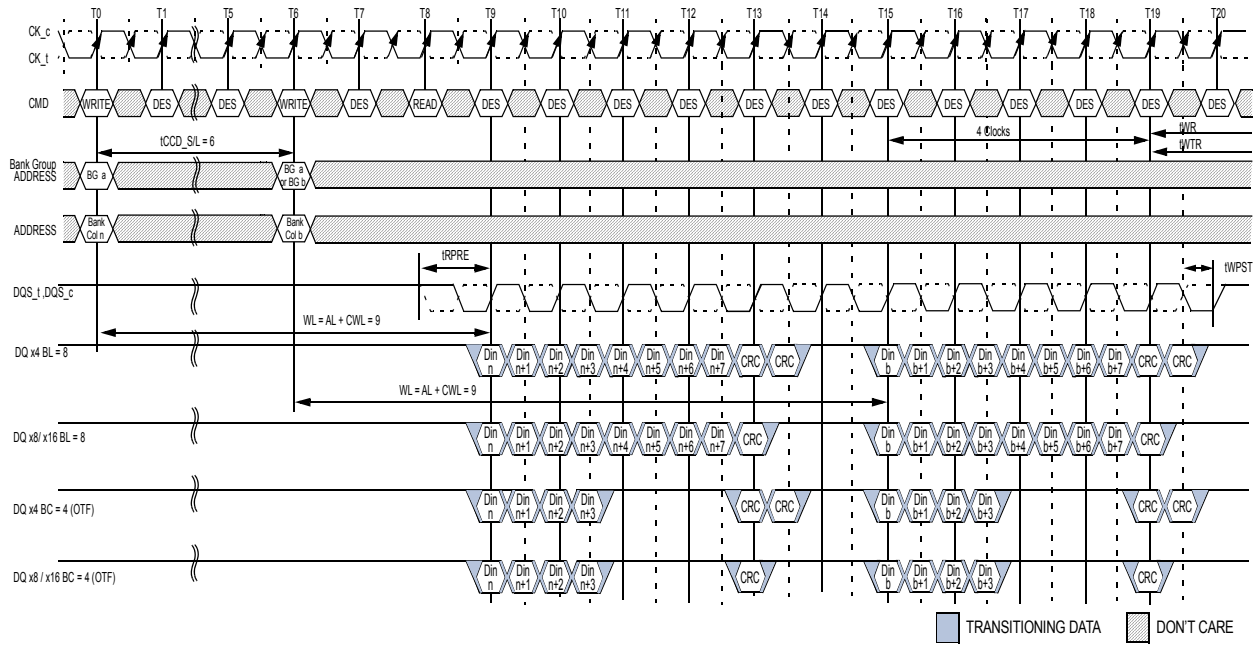 T0 T1 T5 T6 T7 T8 T9 T10 T11 T12 T13 T14 T15 T16 T17 T18 T19 T20
CK_c
CK_t
CMD WRITE DES DES WRITE DES READ DES DES DES DES DES DES DES DES DES DES DES DES
tCCD_S/L = 6 4 Clocks tWR
tWTR
Bank Group
ADDRESS BG a BG a
or BG b
ADDRESS Bank
Col n Bank
Col b
tRPRE tWPST
DQS_t ,DQS_c
WL = AL + CWL = 9
DQ x4 BL = 8 Din
n Din
n+1 Din
n+2 Din
n+3 Din
n+4 Din
n+5 Din
n+6 Din
n+7 CRC CRC Din
b Din
b+1 Din
b+2 Din
b+3 Din
b+4 Din
b+5 Din
b+6 Din
b+7 CRC CRC
WL = AL + CWL = 9
DQ x8/ x16 BL = 8 Din
n Din
n+1 Din
n+2 Din
n+3 Din
n+4 Din
n+5 Din
n+6 Din
n+7 CRC Din
b Din
b+1 Din
b+2 Din
b+3 Din
b+4 Din
b+5 Din
b+6 Din
b+7 CRC
DQ x4 BC = 4 (OTF) Din
n Din
n+1 Din
n+2 Din
n+3 CRC CRC Din
b Din
b+1 Din
b+2 Din
b+3 CRC CRC
DQ x8 / x16 BC = 4 (OTF) Din
n Din
n+1 Din
n+2 Din
n+3 CRC Din
b Din
b+1 Din
b+2 Din
b+3 CRC
TRANSITIONING DATA DON'T CARE